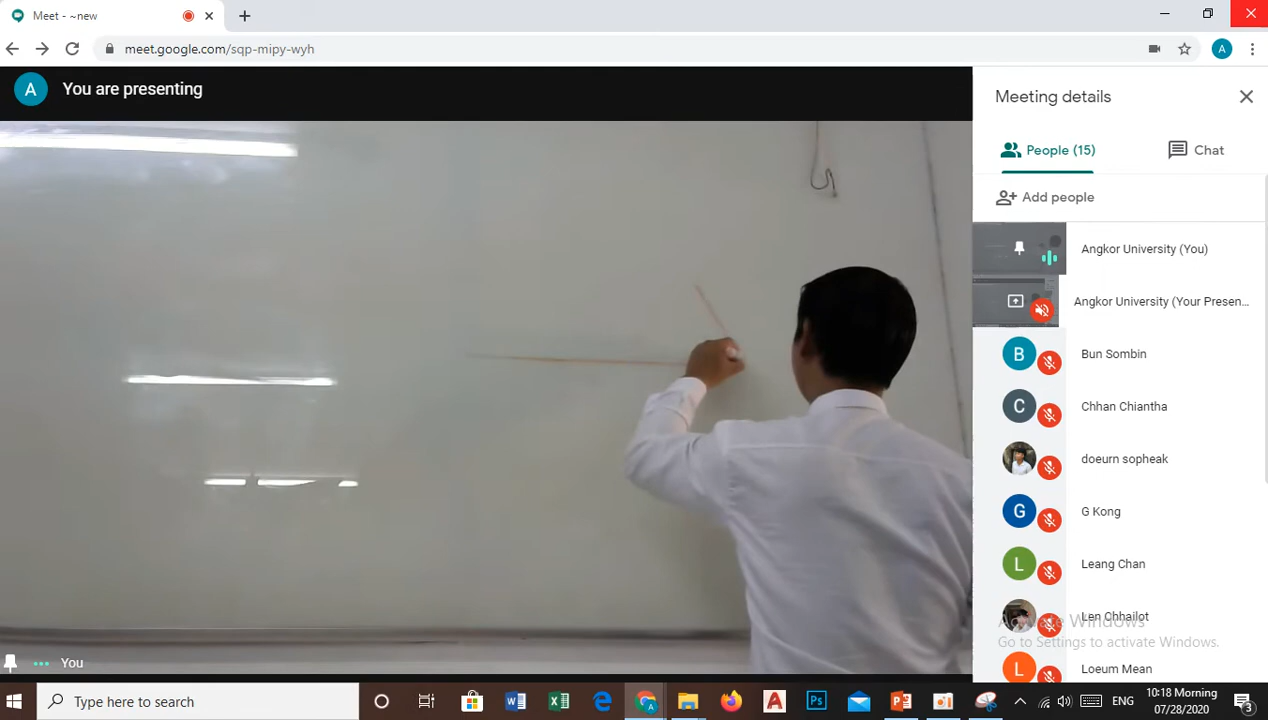 Meet - ~new
meet.google.com/sqp-mipy-wyh
A
A
You are presenting
Meeting details
People (15)
Chat
Add people
Angkor University (You)
Angkor University (Your Presen...
B
Bun Sombin
C
Chhan Chiantha
doeurn sopheak
G
G Kong
L
Leang Chan
Len Chhailot
L
Loeum Mean
Activate Windows
Go to Settings to activate Windows.
You
Type here to search
ENG
10:18 Morning
07/28/2020
3